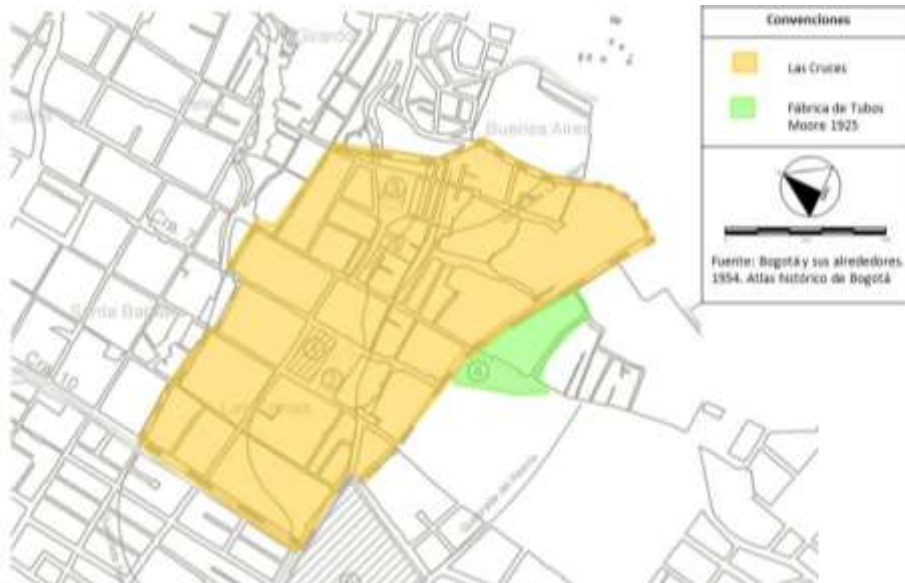 Convenciones
Las Cruces
Fábrica de Tubos
Moore 1925
Fuente: Bogotá y sus alrededores.
1954. Atlas histórico de Bogotá
Buenos Aires
Cra. 7
Santa Barbara
Cra. 10